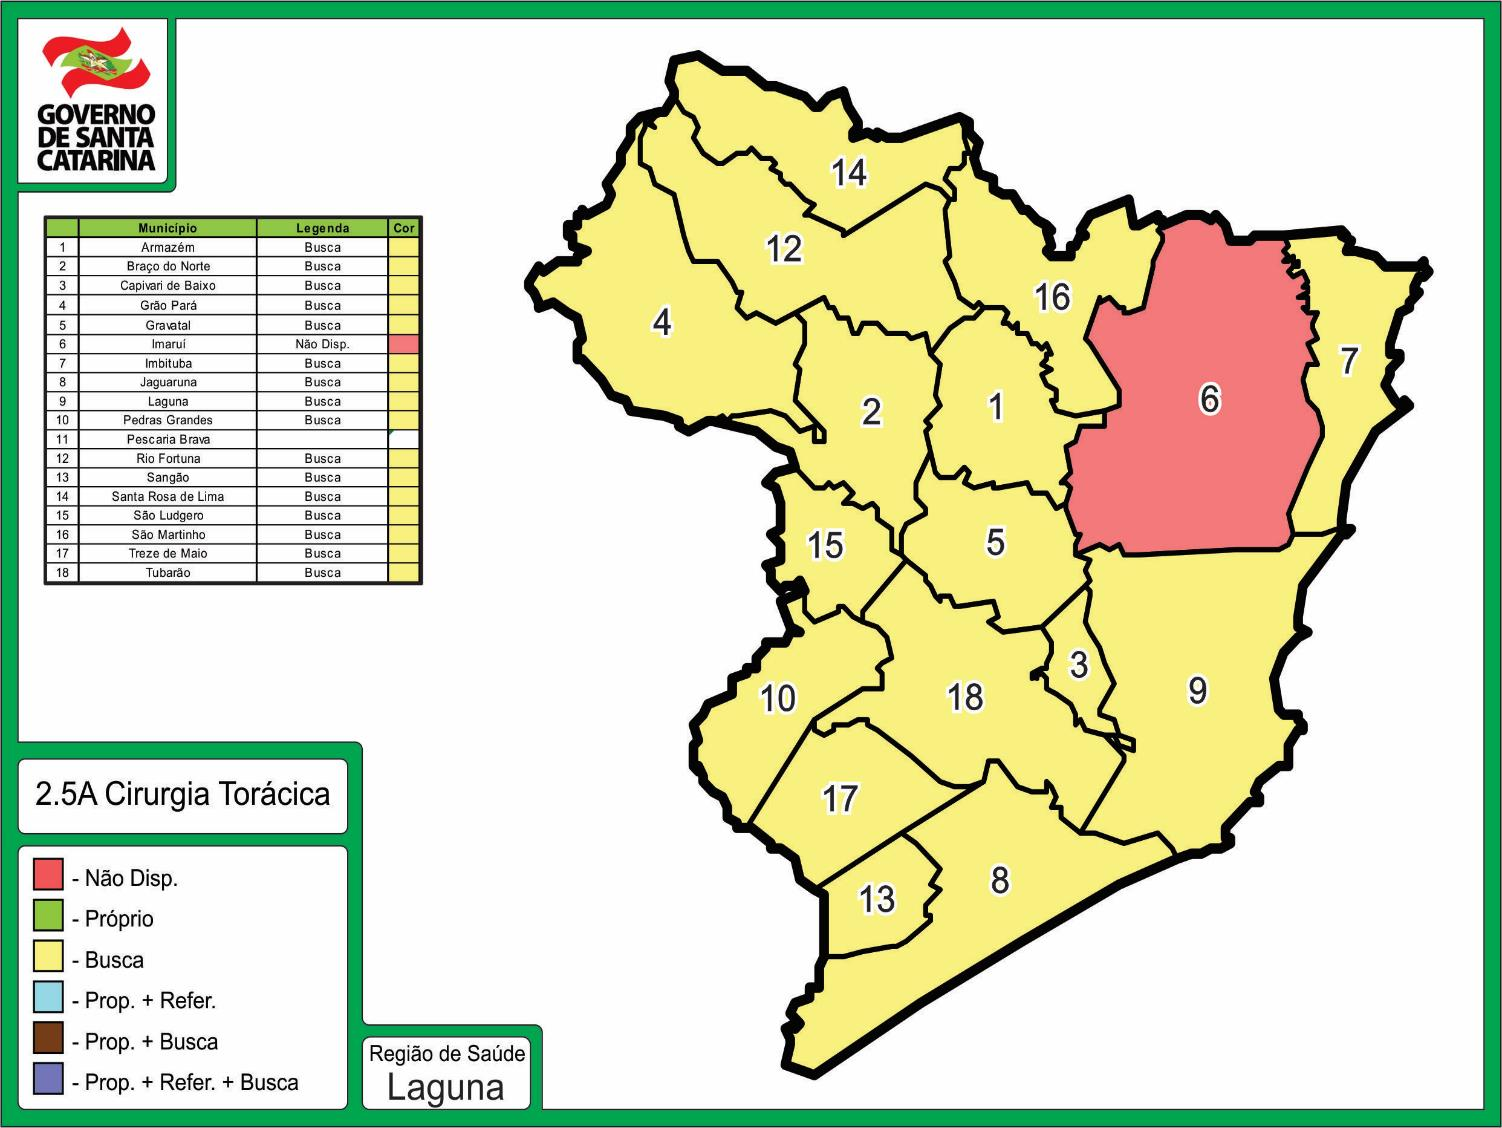 GOVERNO
DE SANTA
CATARINA
Município Legenda Cor
1 Armazém Busca
2 Braço do Norte Busca
3 Capivari de Baixo Busca
4 Grão Pará Busca
5 Gravatal Busca
6 Imaruí Não Disp.
7 Imbituba Busca
8 Jaguaruna Busca
9 Laguna Busca
10 Pedras Grandes Busca
11 Pescaria Brava
12 Rio Fortuna Busca
13 Sangão Busca
14 Santa Rosa de Lima Busca
15 São Ludgero Busca
16 São Martinho Busca
17 Treze de Maio Busca
18 Tubarão Busca
14
12
16
4
7
6
2
1
5
15
3
9
10
18
17
8
13
2.5A Cirurgia Torácica
- Não Disp.
- Próprio
- Busca
- Prop. + Refer.
- Prop. + Busca
- Prop. + Refer. + Busca
Região de Saúde
Laguna